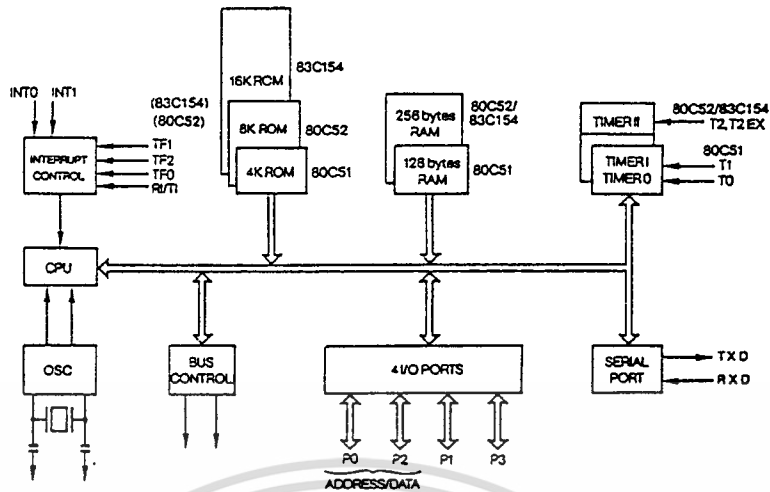 INT0 INT1
(83C154)
(80C52)
16K ROM
83C154
8K ROM
80C52
4K ROM
80C51
256 bytes
RAM
80C52/
83C154
128 bytes
RAM
80C51
TIMER II
80C52/83C154
T2, T2 EX
TIMER I
TIMER 0
80C51
T1
T0
INTERRUPT
CONTROL
TF1
TF2
TF0
RI/TI
CPU
OSC
BUS
CONTROL
4 I/O PORTS
SERIAL
PORT
TXD
RXD
P0 P2 P1 P3
ADDRESS/DATA